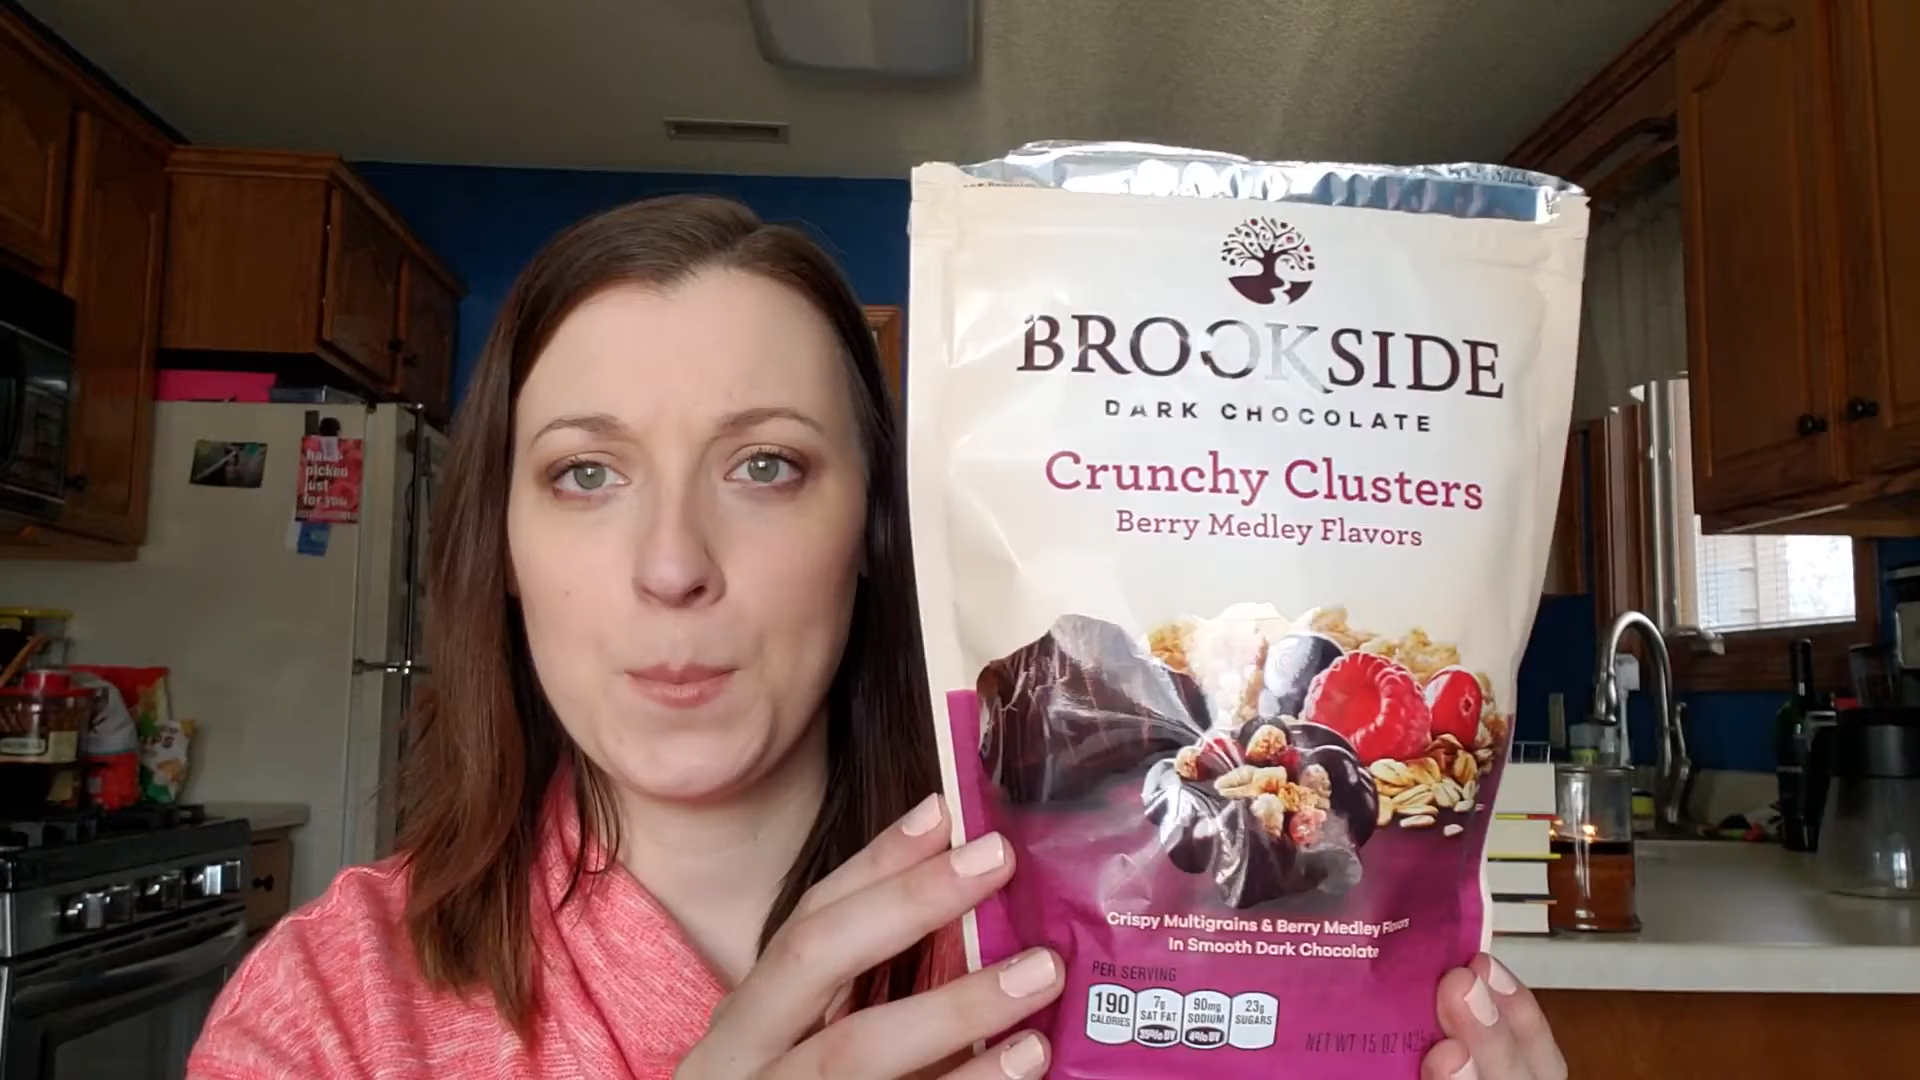 BROOKSIDE
DARK CHOCOLATE
Crunchy Clusters
Berry Medley Flavors
Crispy Multigrains & Berry Medley Flavors
In Smooth Dark Chocolate
PER SERVING
190 CALORIES
7g SAT FAT 35% DV
90mg SODIUM 4% DV
23g SUGARS
NET WT 15 OZ
picked
just
for you